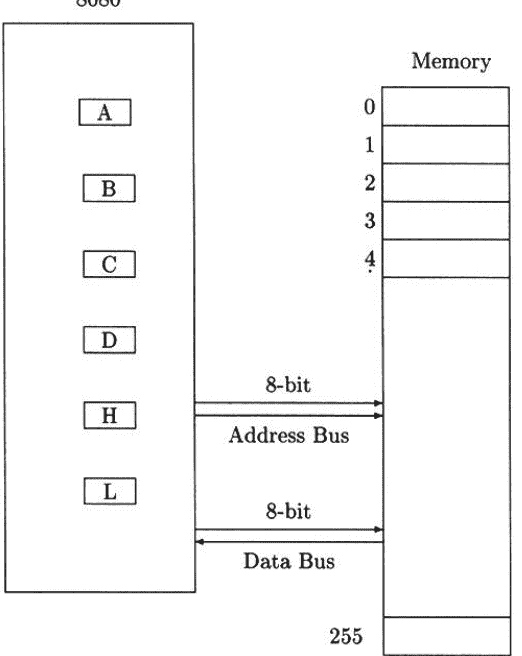 8080
Memory
A
B
C
D
H
L
0
1
2
3
4
8-bit
Address Bus
8-bit
Data Bus
255